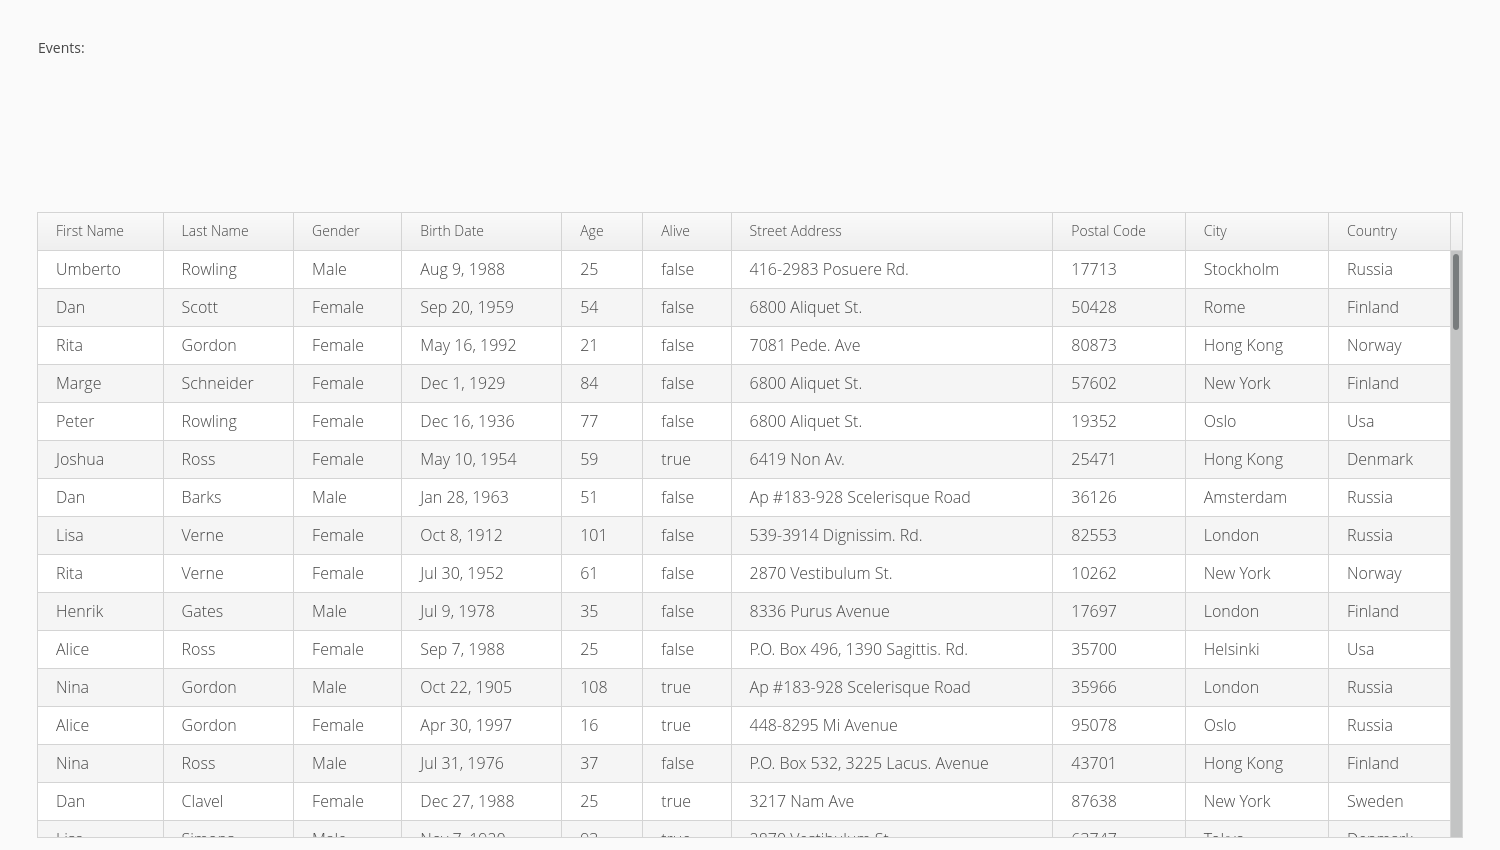 Events:
First Name Last Name Gender Birth Date Age Alive Street Address Postal Code City Country
Umberto Rowling Male Aug 9, 1988 25 false 416-2983 Posuere Rd. 17713 Stockholm Russia
Dan Scott Female Sep 20, 1959 54 false 6800 Aliquet St. 50428 Rome Finland
Rita Gordon Female May 16, 1992 21 false 7081 Pede. Ave 80873 Hong Kong Norway
Marge Schneider Female Dec 1, 1929 84 false 6800 Aliquet St. 57602 New York Finland
Peter Rowling Female Dec 16, 1936 77 false 6800 Aliquet St. 19352 Oslo Usa
Joshua Ross Female May 10, 1954 59 true 6419 Non Av. 25471 Hong Kong Denmark
Dan Barks Male Jan 28, 1963 51 false Ap #183-928 Scelerisque Road 36126 Amsterdam Russia
Lisa Verne Female Oct 8, 1912 101 false 539-3914 Dignissim. Rd. 82553 London Russia
Rita Verne Female Jul 30, 1952 61 false 2870 Vestibulum St. 10262 New York Norway
Henrik Gates Male Jul 9, 1978 35 false 8336 Purus Avenue 17697 London Finland
Alice Ross Female Sep 7, 1988 25 false P.O. Box 496, 1390 Sagittis. Rd. 35700 Helsinki Usa
Nina Gordon Male Oct 22, 1905 108 true Ap #183-928 Scelerisque Road 35966 London Russia
Alice Gordon Female Apr 30, 1997 16 true 448-8295 Mi Avenue 95078 Oslo Russia
Nina Ross Male Jul 31, 1976 37 false P.O. Box 532, 3225 Lacus. Avenue 43701 Hong Kong Finland
Dan Clavel Female Dec 27, 1988 25 true 3217 Nam Ave 87638 New York Sweden